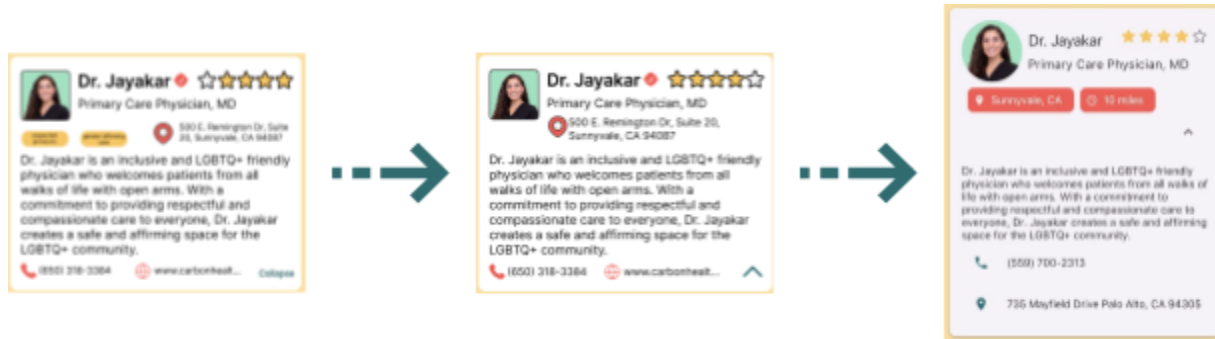 Dr. Jayakar
Primary Care Physician, MD
500 E. Remington Dr, Suite
20, Sunnyvale, CA 94087
Dr. Jayakar is an inclusive and LGBTQ+ friendly
physician who welcomes patients from all
walks of life with open arms. With a
commitment to providing respectful and
compassionate care to everyone, Dr. Jayakar
creates a safe and affirming space for the
LGBTQ+ community.
(650) 318-3384 www.carbonhealt... Collapse
Dr. Jayakar
Primary Care Physician, MD
500 E. Remington Dr, Suite 20,
Sunnyvale, CA 94087
Dr. Jayakar is an inclusive and LGBTQ+ friendly
physician who welcomes patients from all
walks of life with open arms. With a
commitment to providing respectful and
compassionate care to everyone, Dr. Jayakar
creates a safe and affirming space for the
LGBTQ+ community.
(650) 318-3384 www.carbonhealt...
Dr. Jayakar
Primary Care Physician, MD
Sunnyvale, CA 10 miles
Dr. Jayakar is an inclusive and LGBTQ+ friendly
physician who welcomes patients from all walks of
life with open arms. With a commitment to
providing respectful and compassionate care to
everyone, Dr. Jayakar creates a safe and affirming
space for the LGBTQ+ community.
(559) 700-2313
735 Mayfield Drive Palo Alto, CA 94305